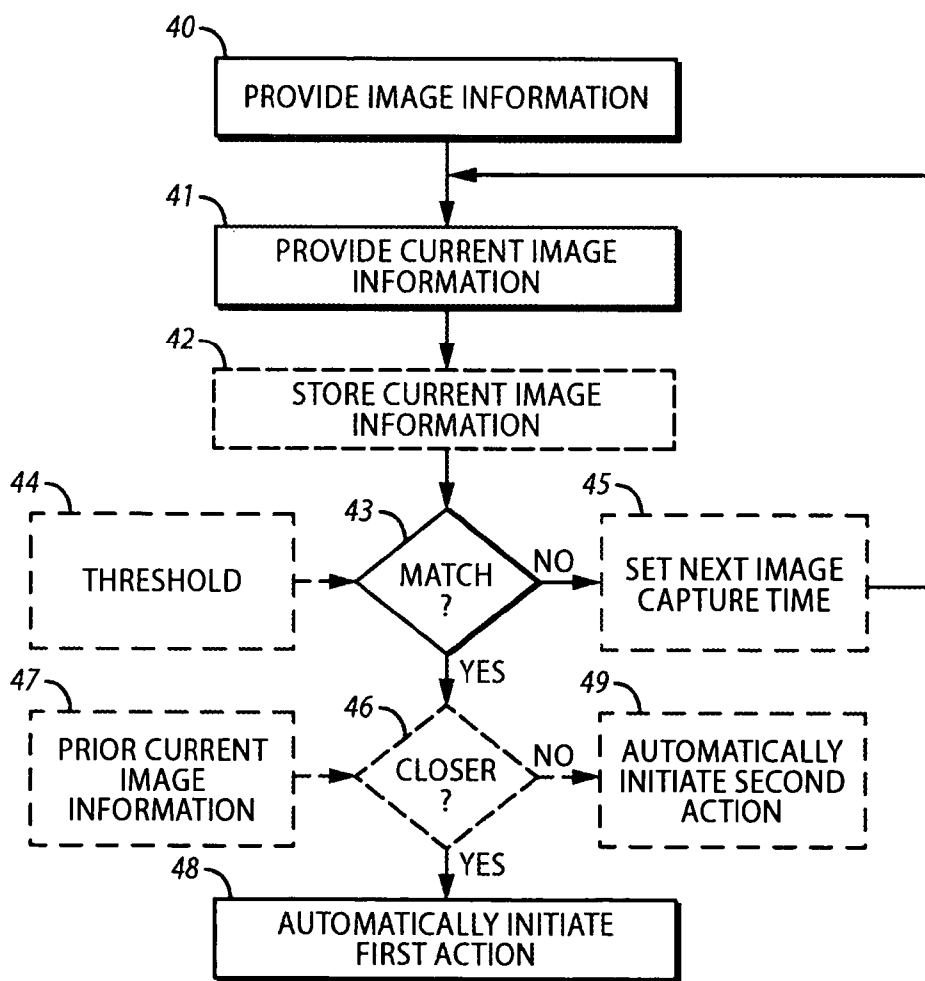 40
PROVIDE IMAGE INFORMATION
41
PROVIDE CURRENT IMAGE
INFORMATION
42
STORE CURRENT IMAGE
INFORMATION
44
THRESHOLD
43
MATCH
?
NO
45
SET NEXT IMAGE
CAPTURE TIME
YES
47
PRIOR CURRENT
IMAGE
INFORMATION
46
CLOSER
?
NO
49
AUTOMATICALLY
INITIATE SECOND
ACTION
YES
48
AUTOMATICALLY INITIATE
FIRST ACTION